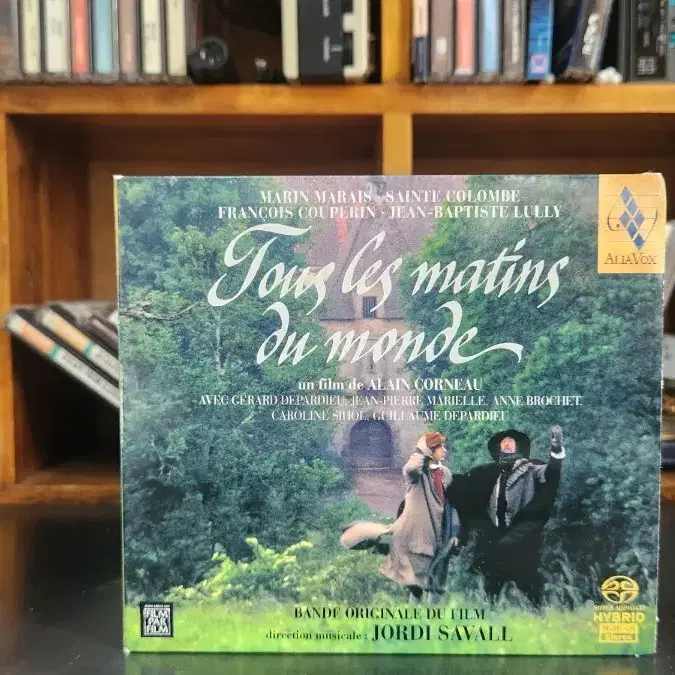 MARIN MARAIS · SAINTE COLOMBE
FRANÇOIS COUPERIN · JEAN-BAPTISTE LULLY
ALIAVOX
Tous les matins
du monde
un film de ALAIN CORNEAU
AVEC GÉRARD DEPARDIEU, JEAN-PIERRE MARIELLE, ANNE BROCHET,
CAROLINE SIHOL, GUILLAUME DEPARDIEU
BANDE ORIGINALE DU FILM
direction musicale : JORDI SAVALL
FILM
PAR
FILM
SUPER AUDIO CD
HYBRID
Stereo